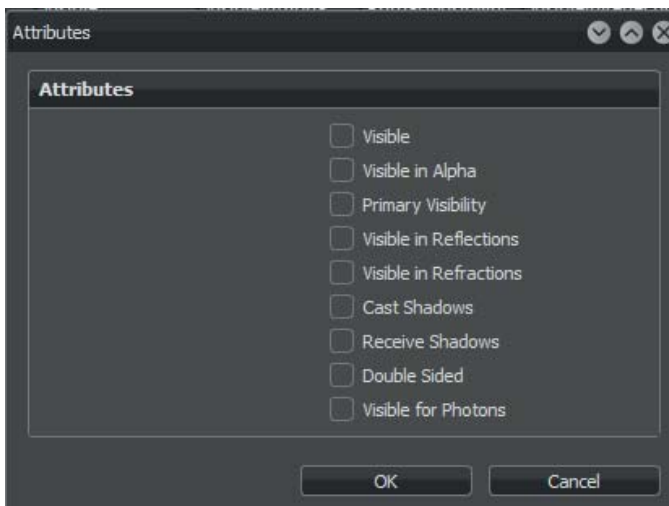 Attributes
Attributes
Visible
Visible in Alpha
Primary Visibility
Visible in Reflections
Visible in Refractions
Cast Shadows
Receive Shadows
Double Sided
Visible for Photons
OK Cancel